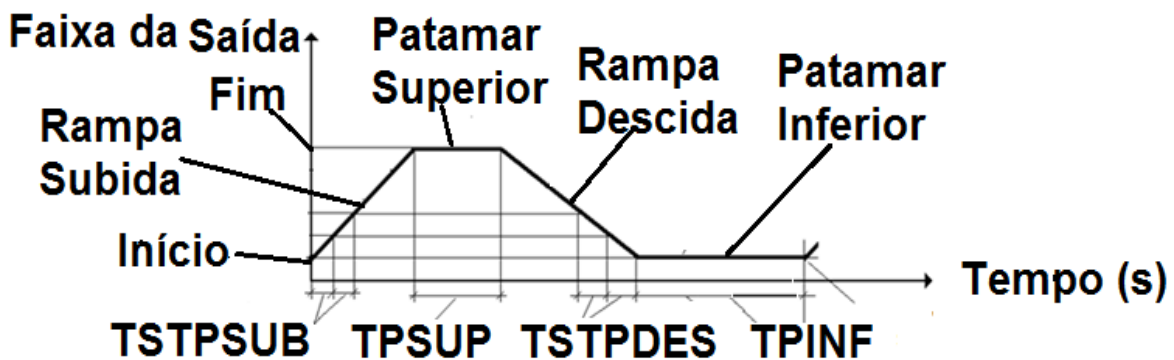 Faixa da Saída
Fim
Patamar
Superior
Rampa
Descida
Patamar
Inferior
Rampa
Subida
Início
Tempo (s)
TSTPSUB
TPSUP
TSTPDES
TPINF